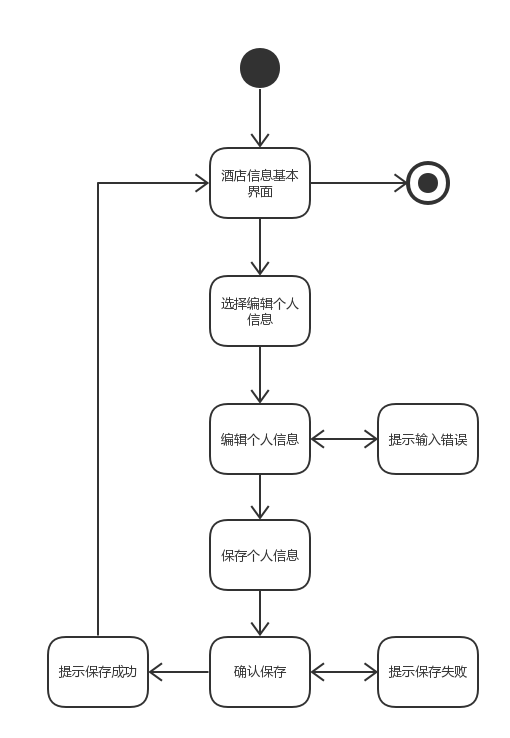 酒店信息基本
界面
选择编辑个人
信息
编辑个人信息
提示输入错误
保存个人信息
提示保存成功
确认保存
提示保存失败